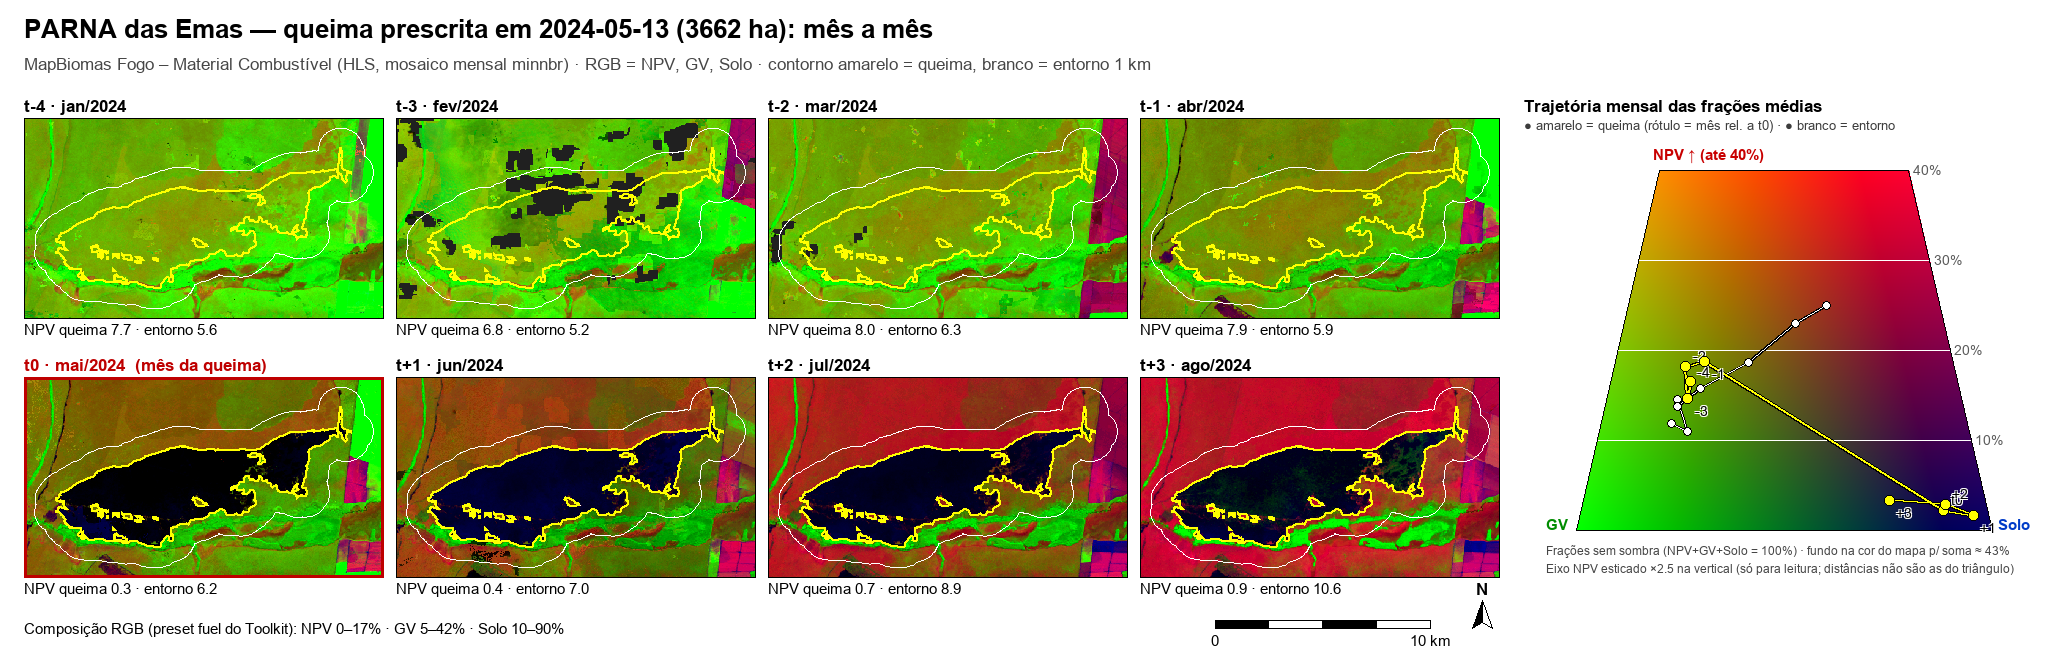 PARNA das Emas — queima prescrita em 2024-05-13 (3662 ha): mês a mês
MapBiomas Fogo – Material Combustível (HLS, mosaico mensal minnbr) · RGB = NPV, GV, Solo · contorno amarelo = queima, branco = entorno 1 km
t-4 · jan/2024
t-3 · fev/2024
t-2 · mar/2024
t-1 · abr/2024
NPV queima 7.7 · entorno 5.6
NPV queima 6.8 · entorno 5.2
NPV queima 8.0 · entorno 6.3
NPV queima 7.9 · entorno 5.9
t0 · mai/2024 (mês da queima)
t+1 · jun/2024
t+2 · jul/2024
t+3 · ago/2024
NPV queima 0.3 · entorno 6.2
NPV queima 0.4 · entorno 7.0
NPV queima 0.7 · entorno 8.9
NPV queima 0.9 · entorno 10.6
Composição RGB (preset fuel do Toolkit): NPV 0–17% · GV 5–42% · Solo 10–90%
0
10 km
N
Trajetória mensal das frações médias
● amarelo = queima (rótulo = mês rel. a t0) · ● branco = entorno
NPV ↑ (até 40%)
40%
30%
20%
10%
-2
-4
-1
-3
+2
t0
+3
+1
GV
Solo
Frações sem sombra (NPV+GV+Solo = 100%) · fundo na cor do mapa p/ soma ≈ 43%
Eixo NPV esticado ×2.5 na vertical (só para leitura; distâncias não são as do triângulo)